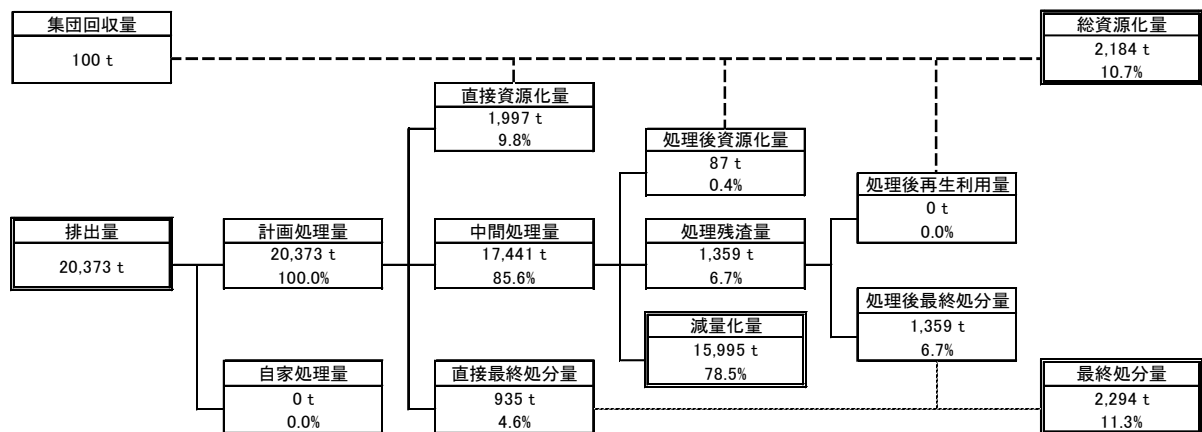 集団回収量
100 t
総資源化量
2,184 t
10.7%
直接資源化量
1,997 t
9.8%
処理後資源化量
87 t
0.4%
処理後再生利用量
0 t
0.0%
排出量
20,373 t
計画処理量
20,373 t
100.0%
中間処理量
17,441 t
85.6%
処理残渣量
1,359 t
6.7%
処理後最終処分量
1,359 t
6.7%
減量化量
15,995 t
78.5%
自家処理量
0 t
0.0%
直接最終処分量
935 t
4.6%
最終処分量
2,294 t
11.3%